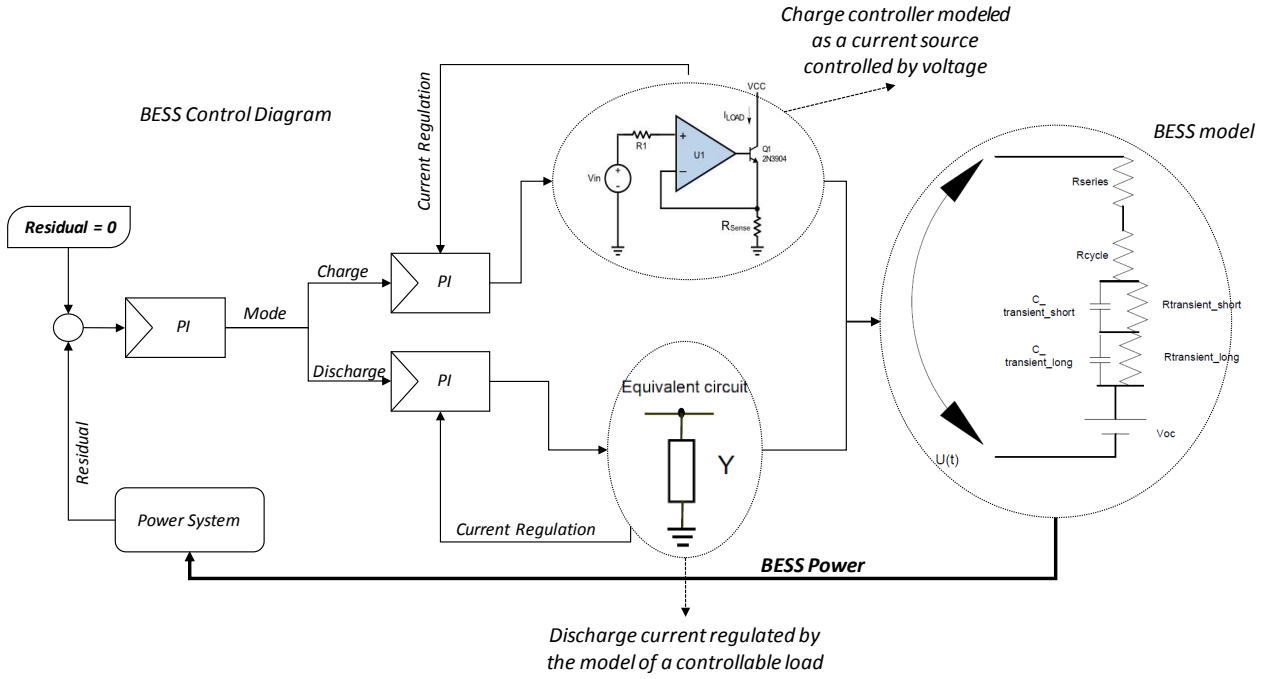 Charge controller modeled
as a current source
controlled by voltage
BESS Control Diagram
BESS model
Current Regulation
VCC
ILOAD
R1
+
U1
−
Q1
2N3904
Vin
+
-
RSense
Rseries
Rcycle
C_
transient_short
Rtransient_short
C_
transient_long
Rtransient_long
Voc
U(t)
Residual = 0
PI
Mode
Charge
PI
Discharge
PI
Equivalent circuit
Y
Residual
Power System
Current Regulation
BESS Power
Discharge current regulated by
the model of a controllable load